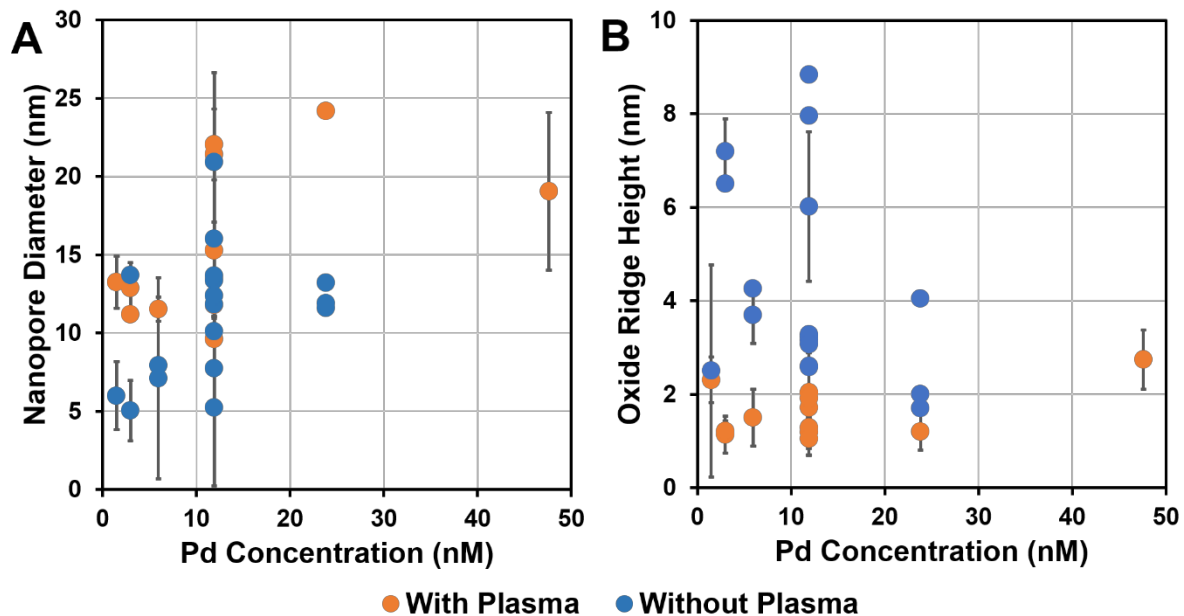 A
Nanopore Diameter (nm)
30
25
20
15
10
5
0
0 10 20 30 40 50
Pd Concentration (nM)
B
Oxide Ridge Height (nm)
10
8
6
4
2
0
0 10 20 30 40 50
Pd Concentration (nM)
With Plasma Without Plasma